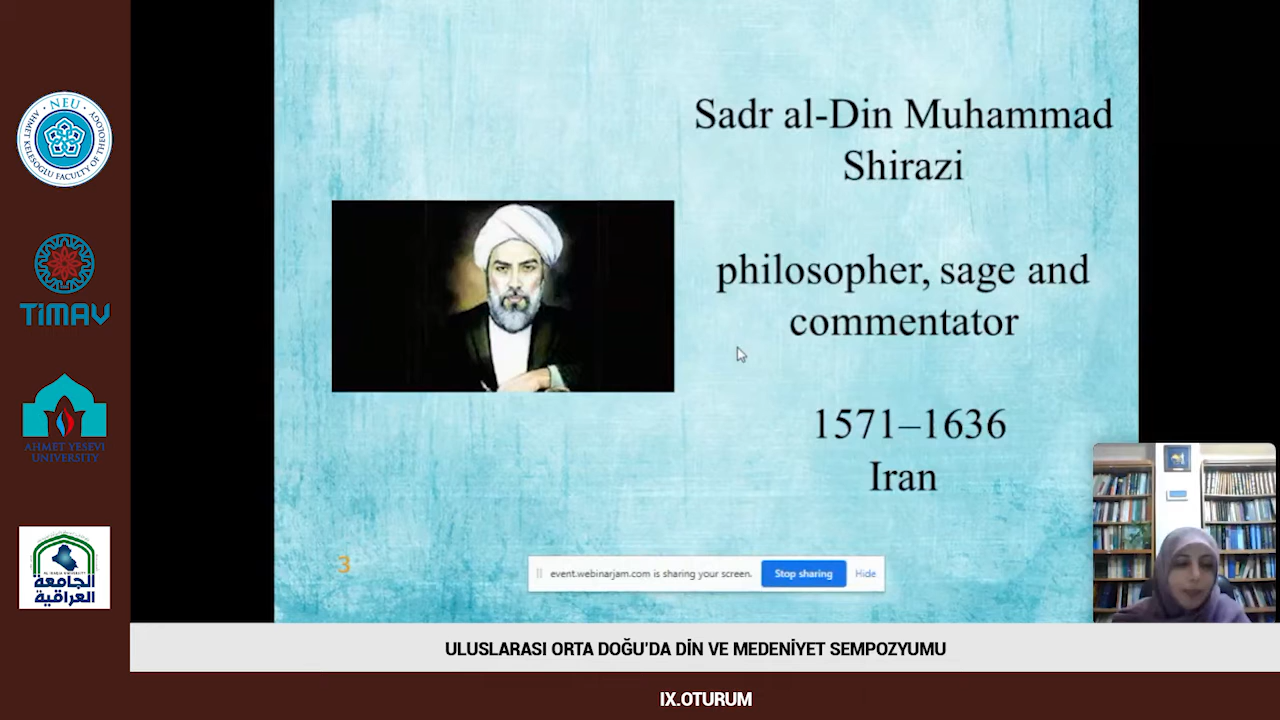 NEU
AHMET KELEŞOĞLU FACULTY OF THEOLOGY
TİMAV
AHMET YESEVI
UNIVERSITY
الجامعة
العراقية
Sadr al-Din Muhammad
Shirazi
philosopher, sage and
commentator
1571–1636
Iran
3
event.webinarjam.com is sharing your screen.
Stop sharing
Hide
ULUSLARASI ORTA DOĞU’DA DİN VE MEDENİYET SEMPOZYUMU
IX.OTURUM